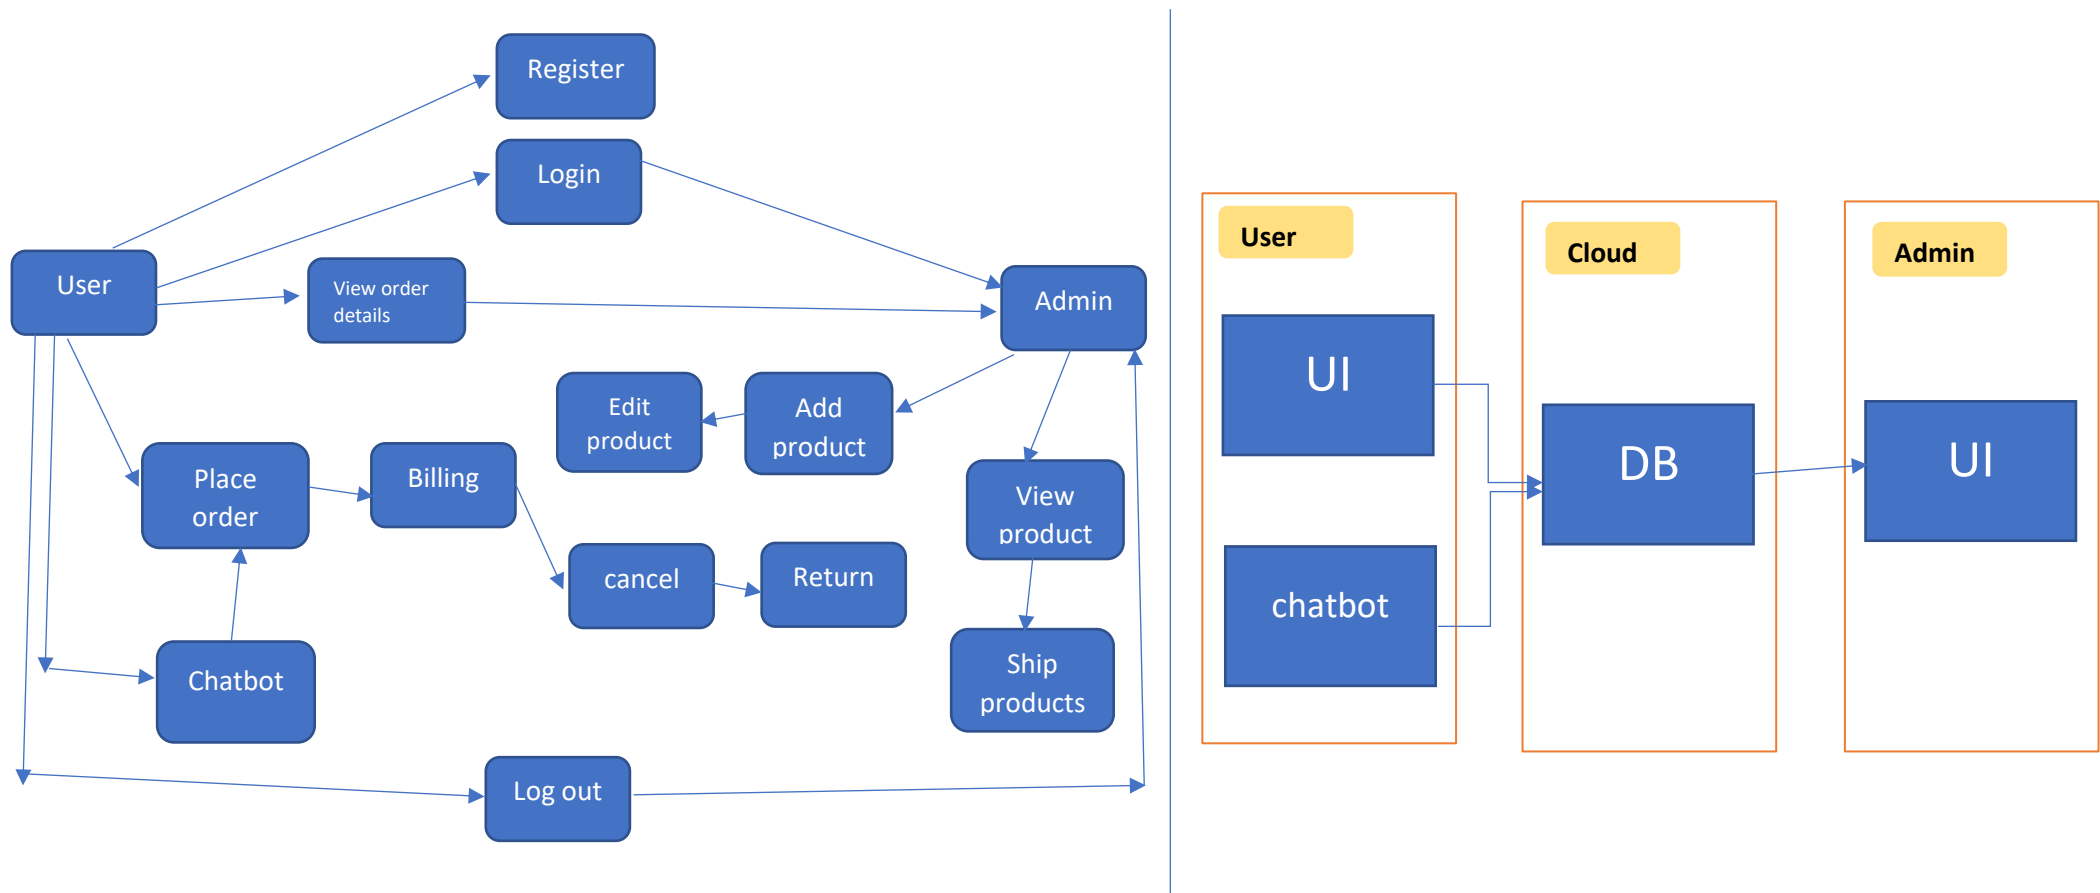 Register
Login
User
View order
details
Admin
Edit
product
Add
product
Place
order
Billing
View
product
cancel
Return
Chatbot
Ship
products
Log out
User
UI
chatbot
Cloud
DB
Admin
UI